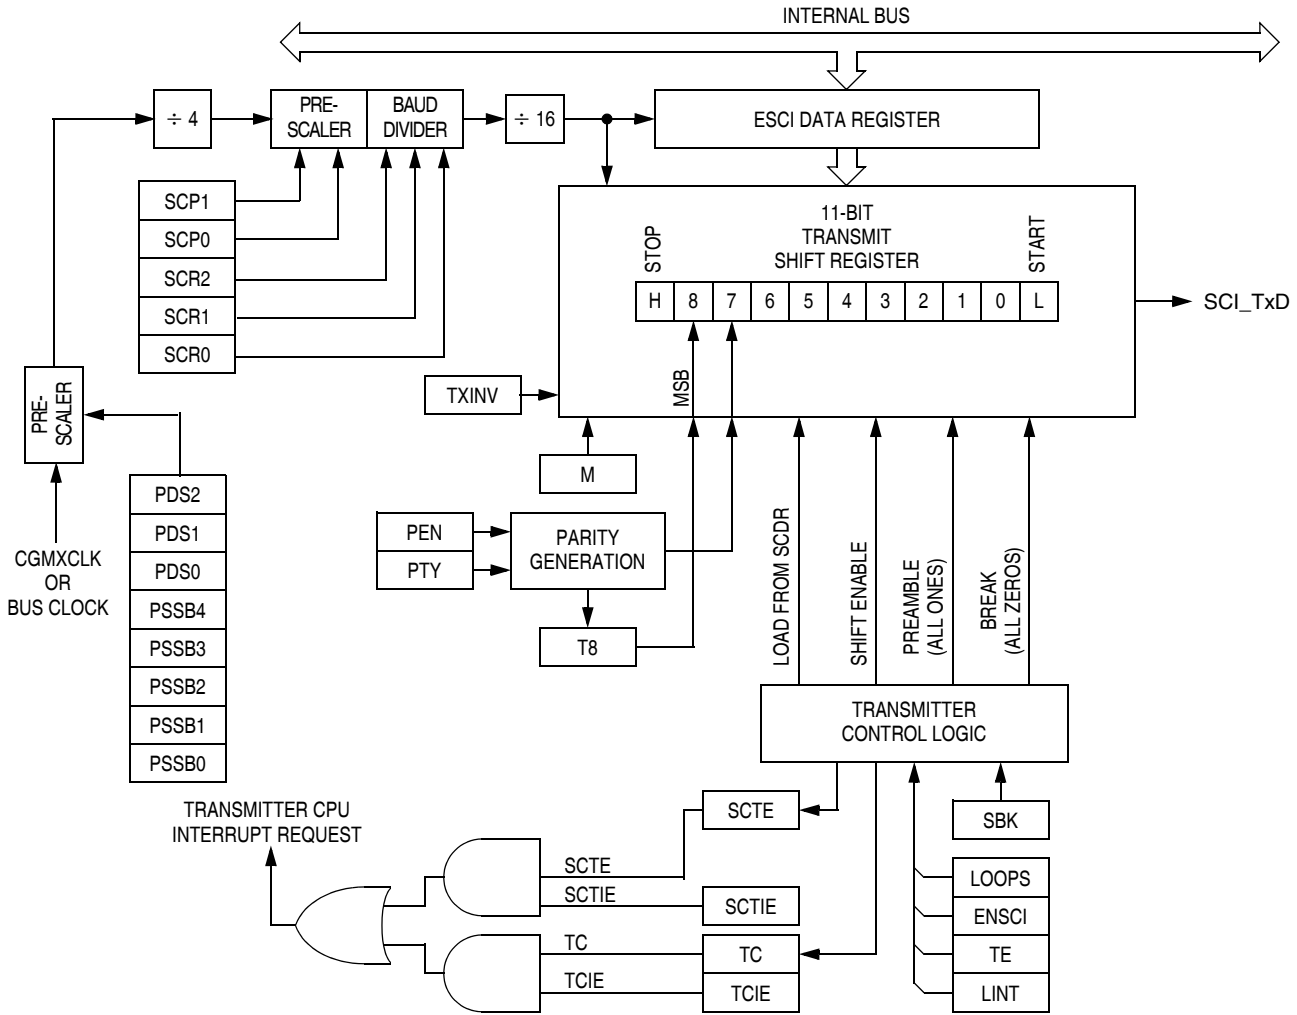 INTERNAL BUS
÷ 4
PRE-
SCALER
BAUD
DIVIDER
÷ 16
ESCI DATA REGISTER
SCP1
SCP0
SCR2
SCR1
SCR0
11-BIT
TRANSMIT
SHIFT REGISTER
STOP
START
H 8 7 6 5 4 3 2 1 0 L
SCI_TxD
PRE-
SCALER
TXINV
MSB
M
CGMXCLK
OR
BUS CLOCK
PDS2
PDS1
PDS0
PSSB4
PSSB3
PSSB2
PSSB1
PSSB0
PEN
PTY
PARITY
GENERATION
T8
LOAD FROM SCDR
SHIFT ENABLE
PREAMBLE
(ALL ONES)
BREAK
(ALL ZEROS)
TRANSMITTER
CONTROL LOGIC
TRANSMITTER CPU
INTERRUPT REQUEST
SCTE
SBK
SCTE
SCTIE
SCTIE
TC
TC
TCIE
TCIE
LOOPS
ENSCI
TE
LINT